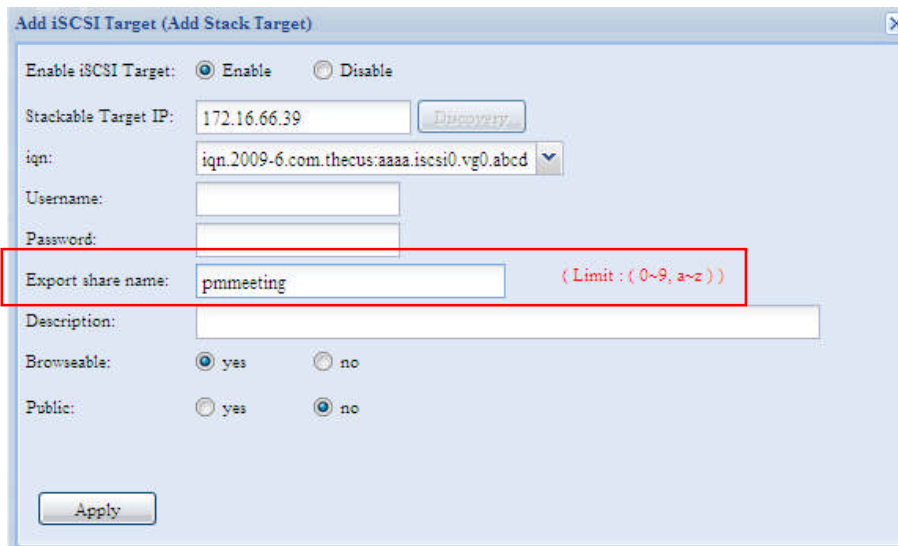 Add iSCSI Target (Add Stack Target)
Enable iSCSI Target: Enable Disable
Stackable Target IP: 172.16.66.39 Discovery
iqn: iqn.2009-6.com.thecus:aaaa.iscsi0.vg0.abcd
Username:
Password:
Export share name: pmmeeting ( Limit : ( 0~9, a~z ) )
Description:
Browseable: yes no
Public: yes no
Apply